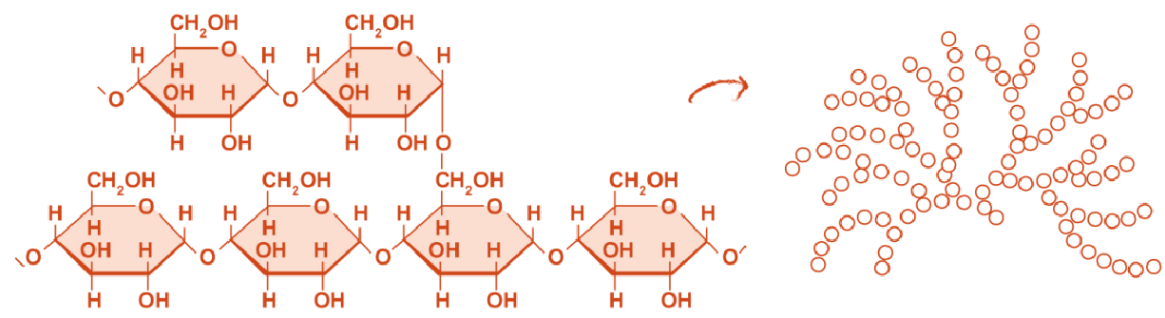 CH₂OH CH₂OH
O O
H H H H
H H
OH H OH H
O O
H OH H OH O
CH₂OH CH₂OH CH₂OH CH₂OH
O O O O
H H H H H H H H
H H H H
OH H OH H OH H OH H
O O O O O
H OH H OH H OH H OH